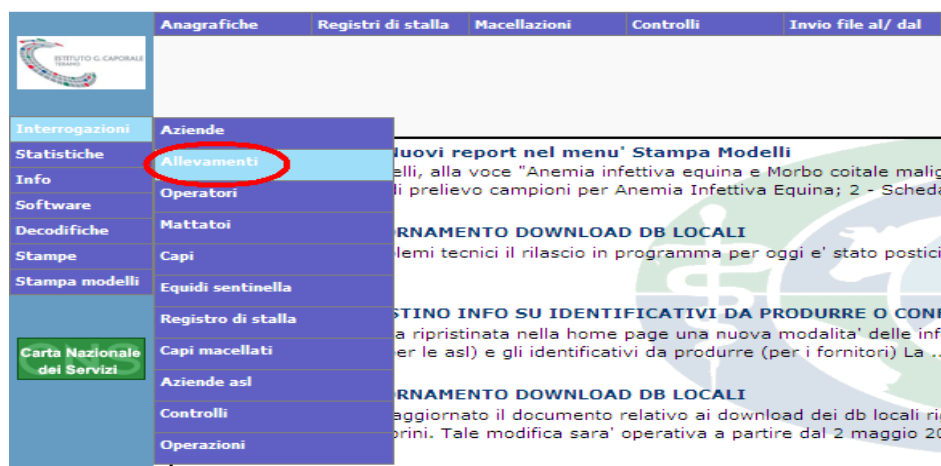 Anagrafiche Registri di stalla Macellazioni Controlli Invio file al/ dal
ISTITUTO G. CAPORALE
TERAMO
Interrogazioni
Statistiche
Info
Software
Decodifiche
Stampe
Stampa modelli
Carta Nazionale
dei Servizi
Aziende
Allevamenti
Operatori
Mattatoi
Capi
Equidi sentinella
Registro di stalla
Capi macellati
Aziende asl
Controlli
Operazioni
Nuovi report nel menu' Stampa Modelli
elli, alla voce "Anemia infettiva equina e Morbo coitale malig
di prelievo campioni per Anemia Infettiva Equina; 2 - Scheda
RNAMENTO DOWNLOAD DB LOCALI
lemi tecnici il rilascio in programma per oggi e' stato postici
STINO INFO SU IDENTIFICATIVI DA PRODURRE O CONF
a ripristinata nella home page una nuova modalita' delle inf
er le asl) e gli identificativi da produrre (per i fornitori) La ..
RNAMENTO DOWNLOAD DB LOCALI
aggiornato il documento relativo ai download dei db locali ri
prini. Tale modifica sara' operativa a partire dal 2 maggio 20